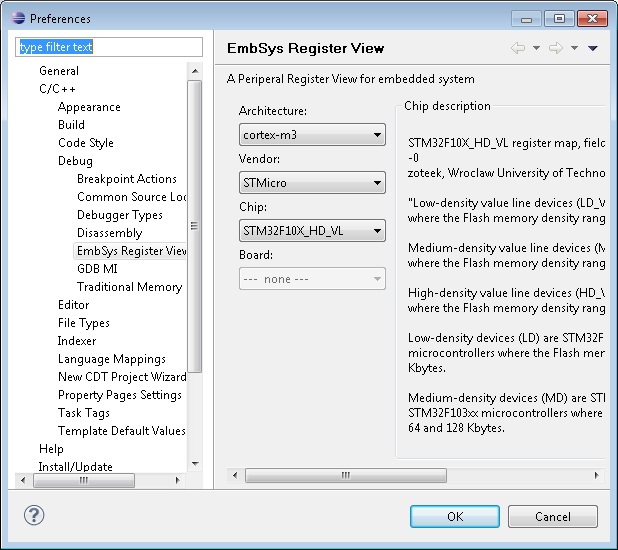 Preferences
type filter text
General
C/C++
Appearance
Build
Code Style
Debug
Breakpoint Actions
Common Source Loo
Debugger Types
Disassembly
EmbSys Register View
GDB MI
Traditional Memory
Editor
File Types
Indexer
Language Mappings
New CDT Project Wizard
Property Pages Settings
Task Tags
Template Default Values
Help
Install/Update
EmbSys Register View
A Periperal Register View for embedded system
Architecture:
cortex-m3
Vendor:
STMicro
Chip:
STM32F10X_HD_VL
Board:
--- none ---
Chip description
STM32F10X_HD_VL register map, field
-0
zoteek, Wroclaw University of Techno
"Low-density value line devices (LD_V
where the Flash memory density rang
Medium-density value line devices (M
where the Flash memory density rang
High-density value line devices (HD_V
where the Flash memory density rang
Low-density devices (LD) are STM32F
microcontrollers where the Flash mem
Kbytes.
Medium-density devices (MD) are STI
STM32F103xx microcontrollers where
64 and 128 Kbytes.
?
OK
Cancel